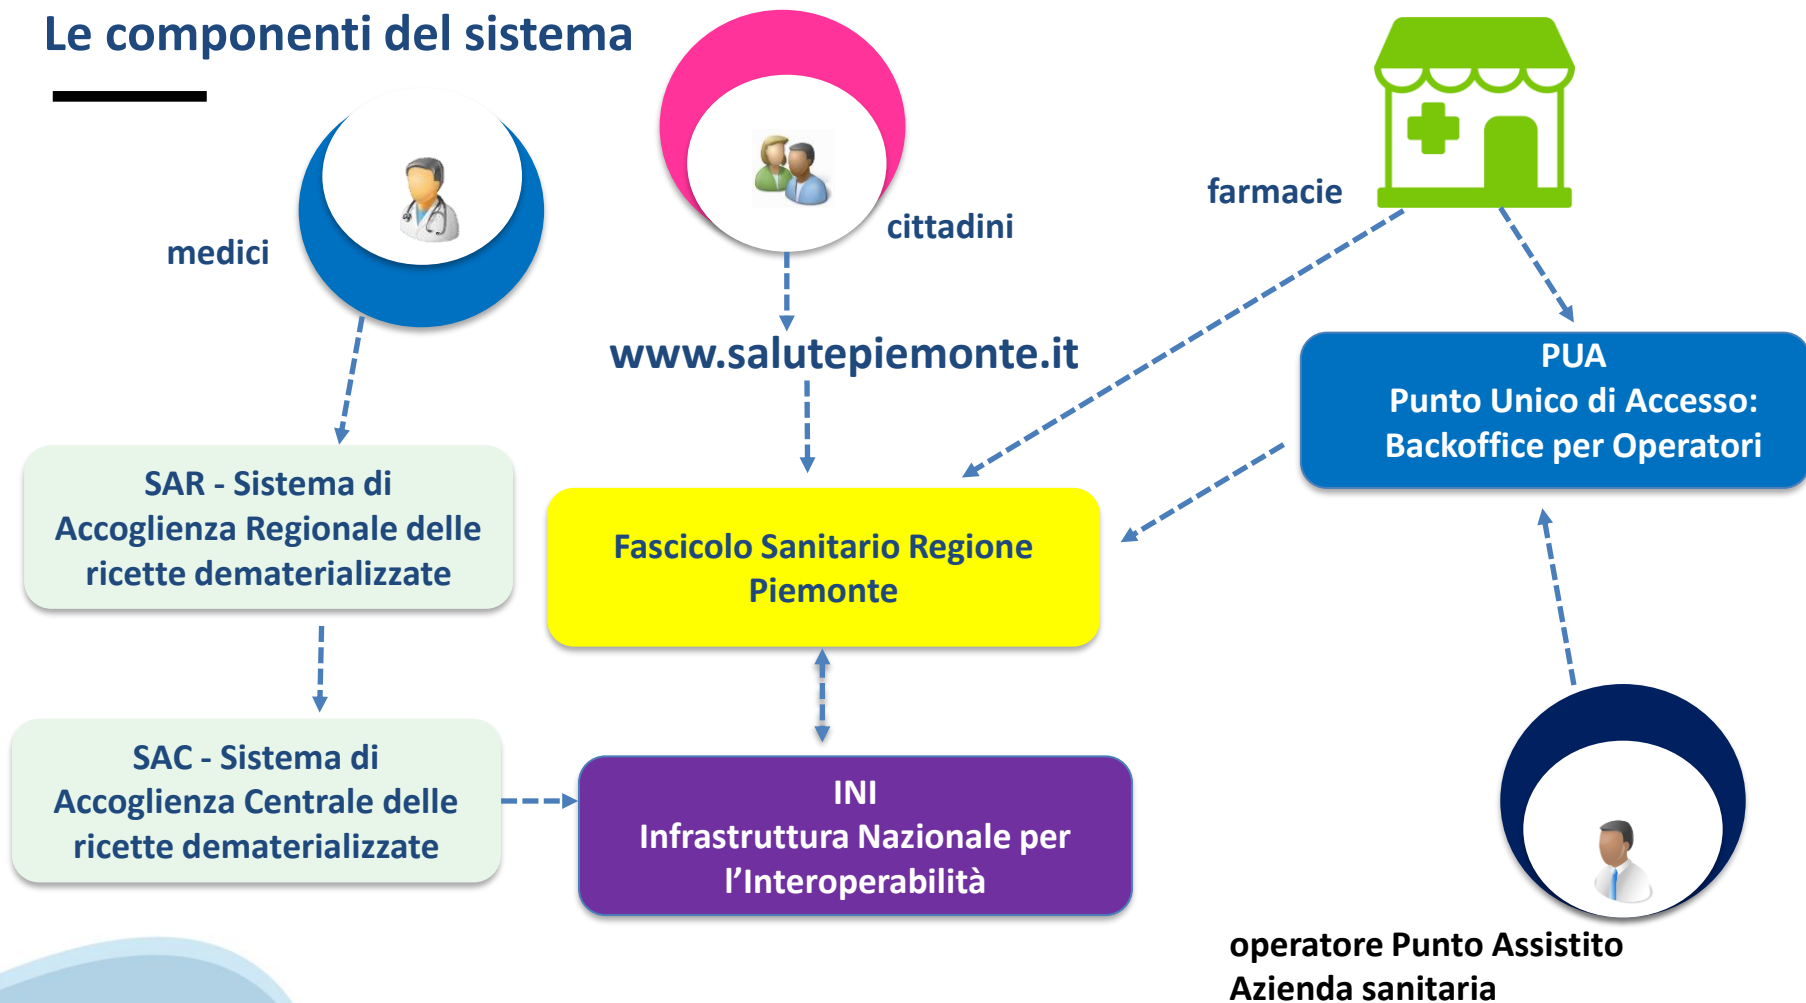 Le componenti del sistema
medici
cittadini
farmacie
www.salutepiemonte.it
PUA
Punto Unico di Accesso:
Backoffice per Operatori
SAR - Sistema di
Accoglienza Regionale delle
ricette dematerializzate
Fascicolo Sanitario Regione
Piemonte
SAC - Sistema di
Accoglienza Centrale delle
ricette dematerializzate
INI
Infrastruttura Nazionale per
l’Interoperabilità
operatore Punto Assistito
Azienda sanitaria